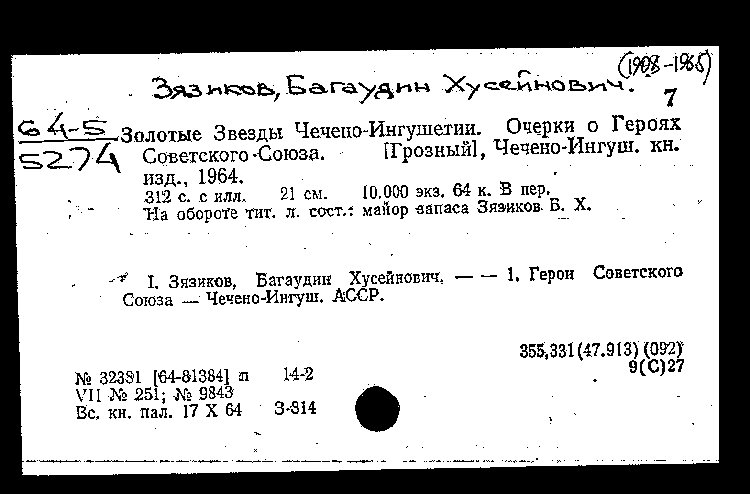 (1908-1965)
Зязиков, Багаудин Хусейнович.
7
64-5
5274
Золотые Звезды Чечено-Ингушетии. Очерки о Героях
Советского Союза. [Грозный], Чечено-Ингуш. кн.
изд., 1964.
312 с. с илл. 21 см. 10.000 экз. 64 к. В пер.
На обороте тит. л. сост.: майор запаса Зязиков Б. Х.
I. Зязиков, Багаудин Хусейнович. — — 1. Герои Советского
Союза — Чечено-Ингуш. АССР.
355,331(47.913)(092)
9(С)27
№ 32391 [64-81384] п 14-2
VII № 251; № 9843
Вс. кн. пал. 17 X 64 З-314